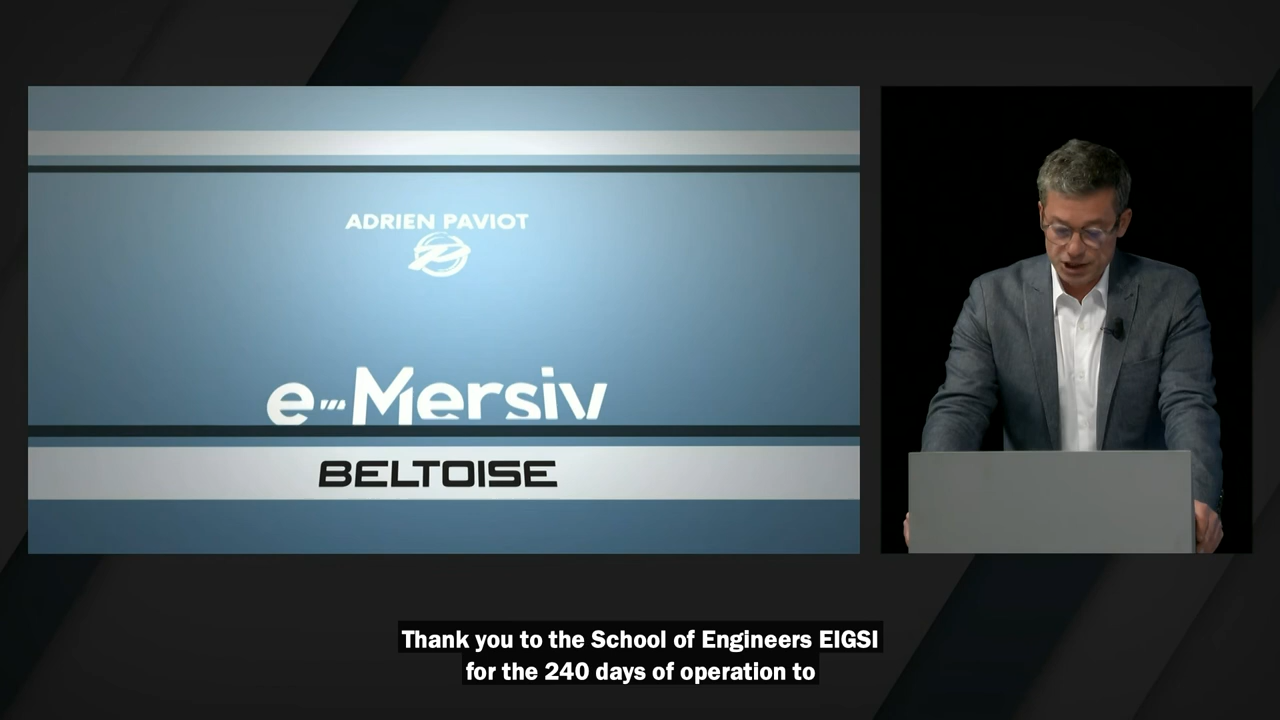 ADRIEN PAVIOT
e-Mersiv
BELTOISE
Thank you to the School of Engineers EIGSI
for the 240 days of operation to